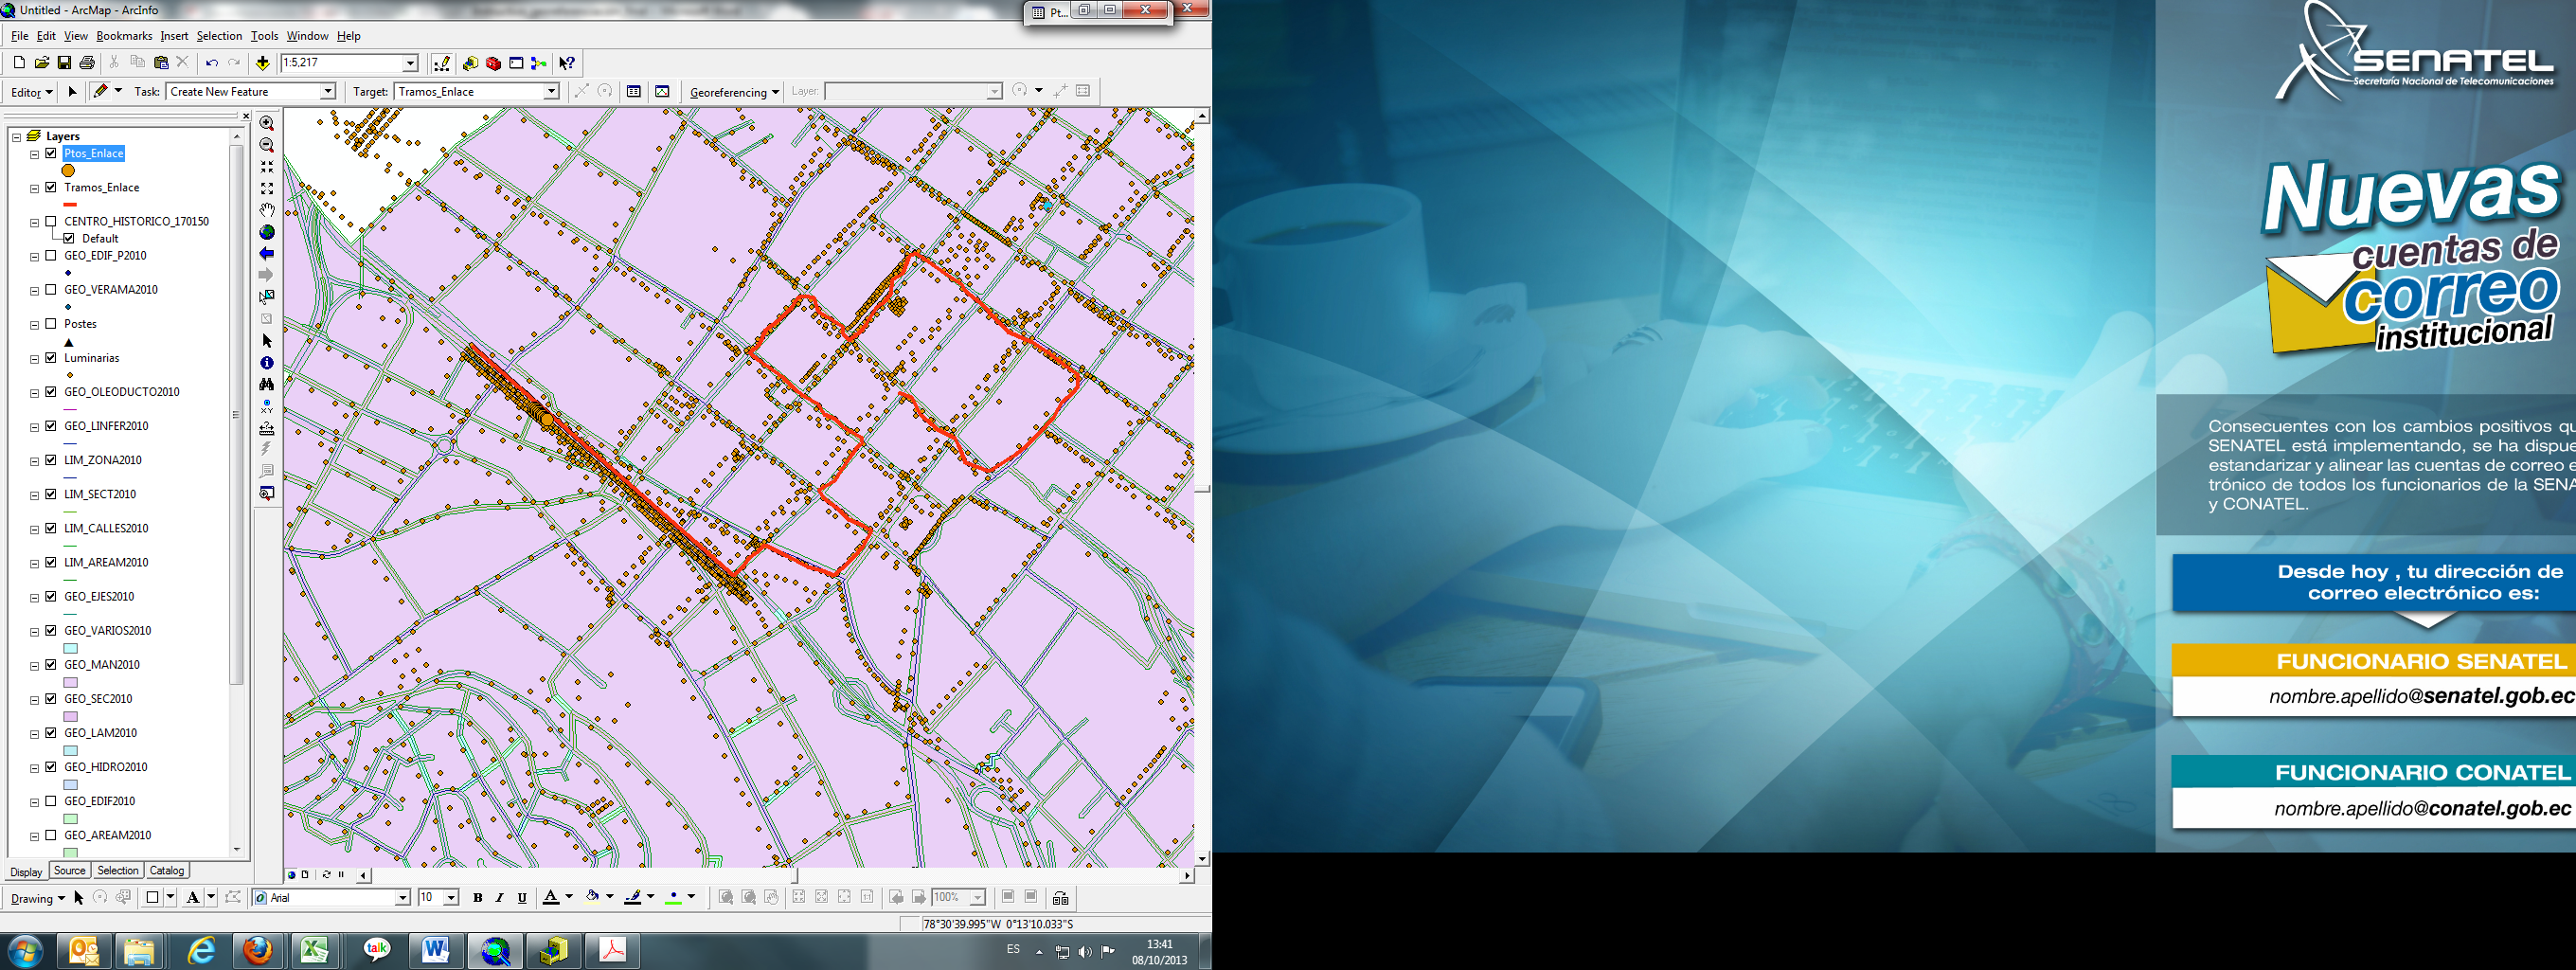 Untitled - ArcMap - ArcInfo
Pt...
File Edit View Bookmarks Insert Selection Tools Window Help
1:5,217
Editor Task: Create New Feature Target: Tramos_Enlace Georeferencing Layer:
Layers
Ptos_Enlace
Tramos_Enlace
CENTRO_HISTORICO_170150
Default
GEO_EDIF_P2010
GEO_VERAMA2010
Postes
Luminarias
GEO_OLEODUCTO2010
GEO_LINFER2010
LIM_ZONA2010
LIM_SECT2010
LIM_CALLES2010
LIM_AREAM2010
GEO_EJES2010
GEO_VARIOS2010
GEO_MAN2010
GEO_SEC2010
GEO_LAM2010
GEO_HIDRO2010
GEO_EDIF2010
GEO_AREAM2010
Display Source Selection Catalog
Drawing A Arial 10 B I U A 100%
78°30'39.995"W 0°13'10.033"S
talk
ES
13:41
08/10/2013
SENATEL
Secretaría Nacional de Telecomunicaciones
Nuevas
cuentas de
correo
institucional
Consecuentes con los cambios positivos qu
SENATEL está implementando, se ha dispue
estandarizar y alinear las cuentas de correo e
trónico de todos los funcionarios de la SENA
y CONATEL.
Desde hoy , tu dirección de
correo electrónico es:
FUNCIONARIO SENATEL
nombre.apellido@senatel.gob.ec
FUNCIONARIO CONATEL
nombre.apellido@conatel.gob.ec